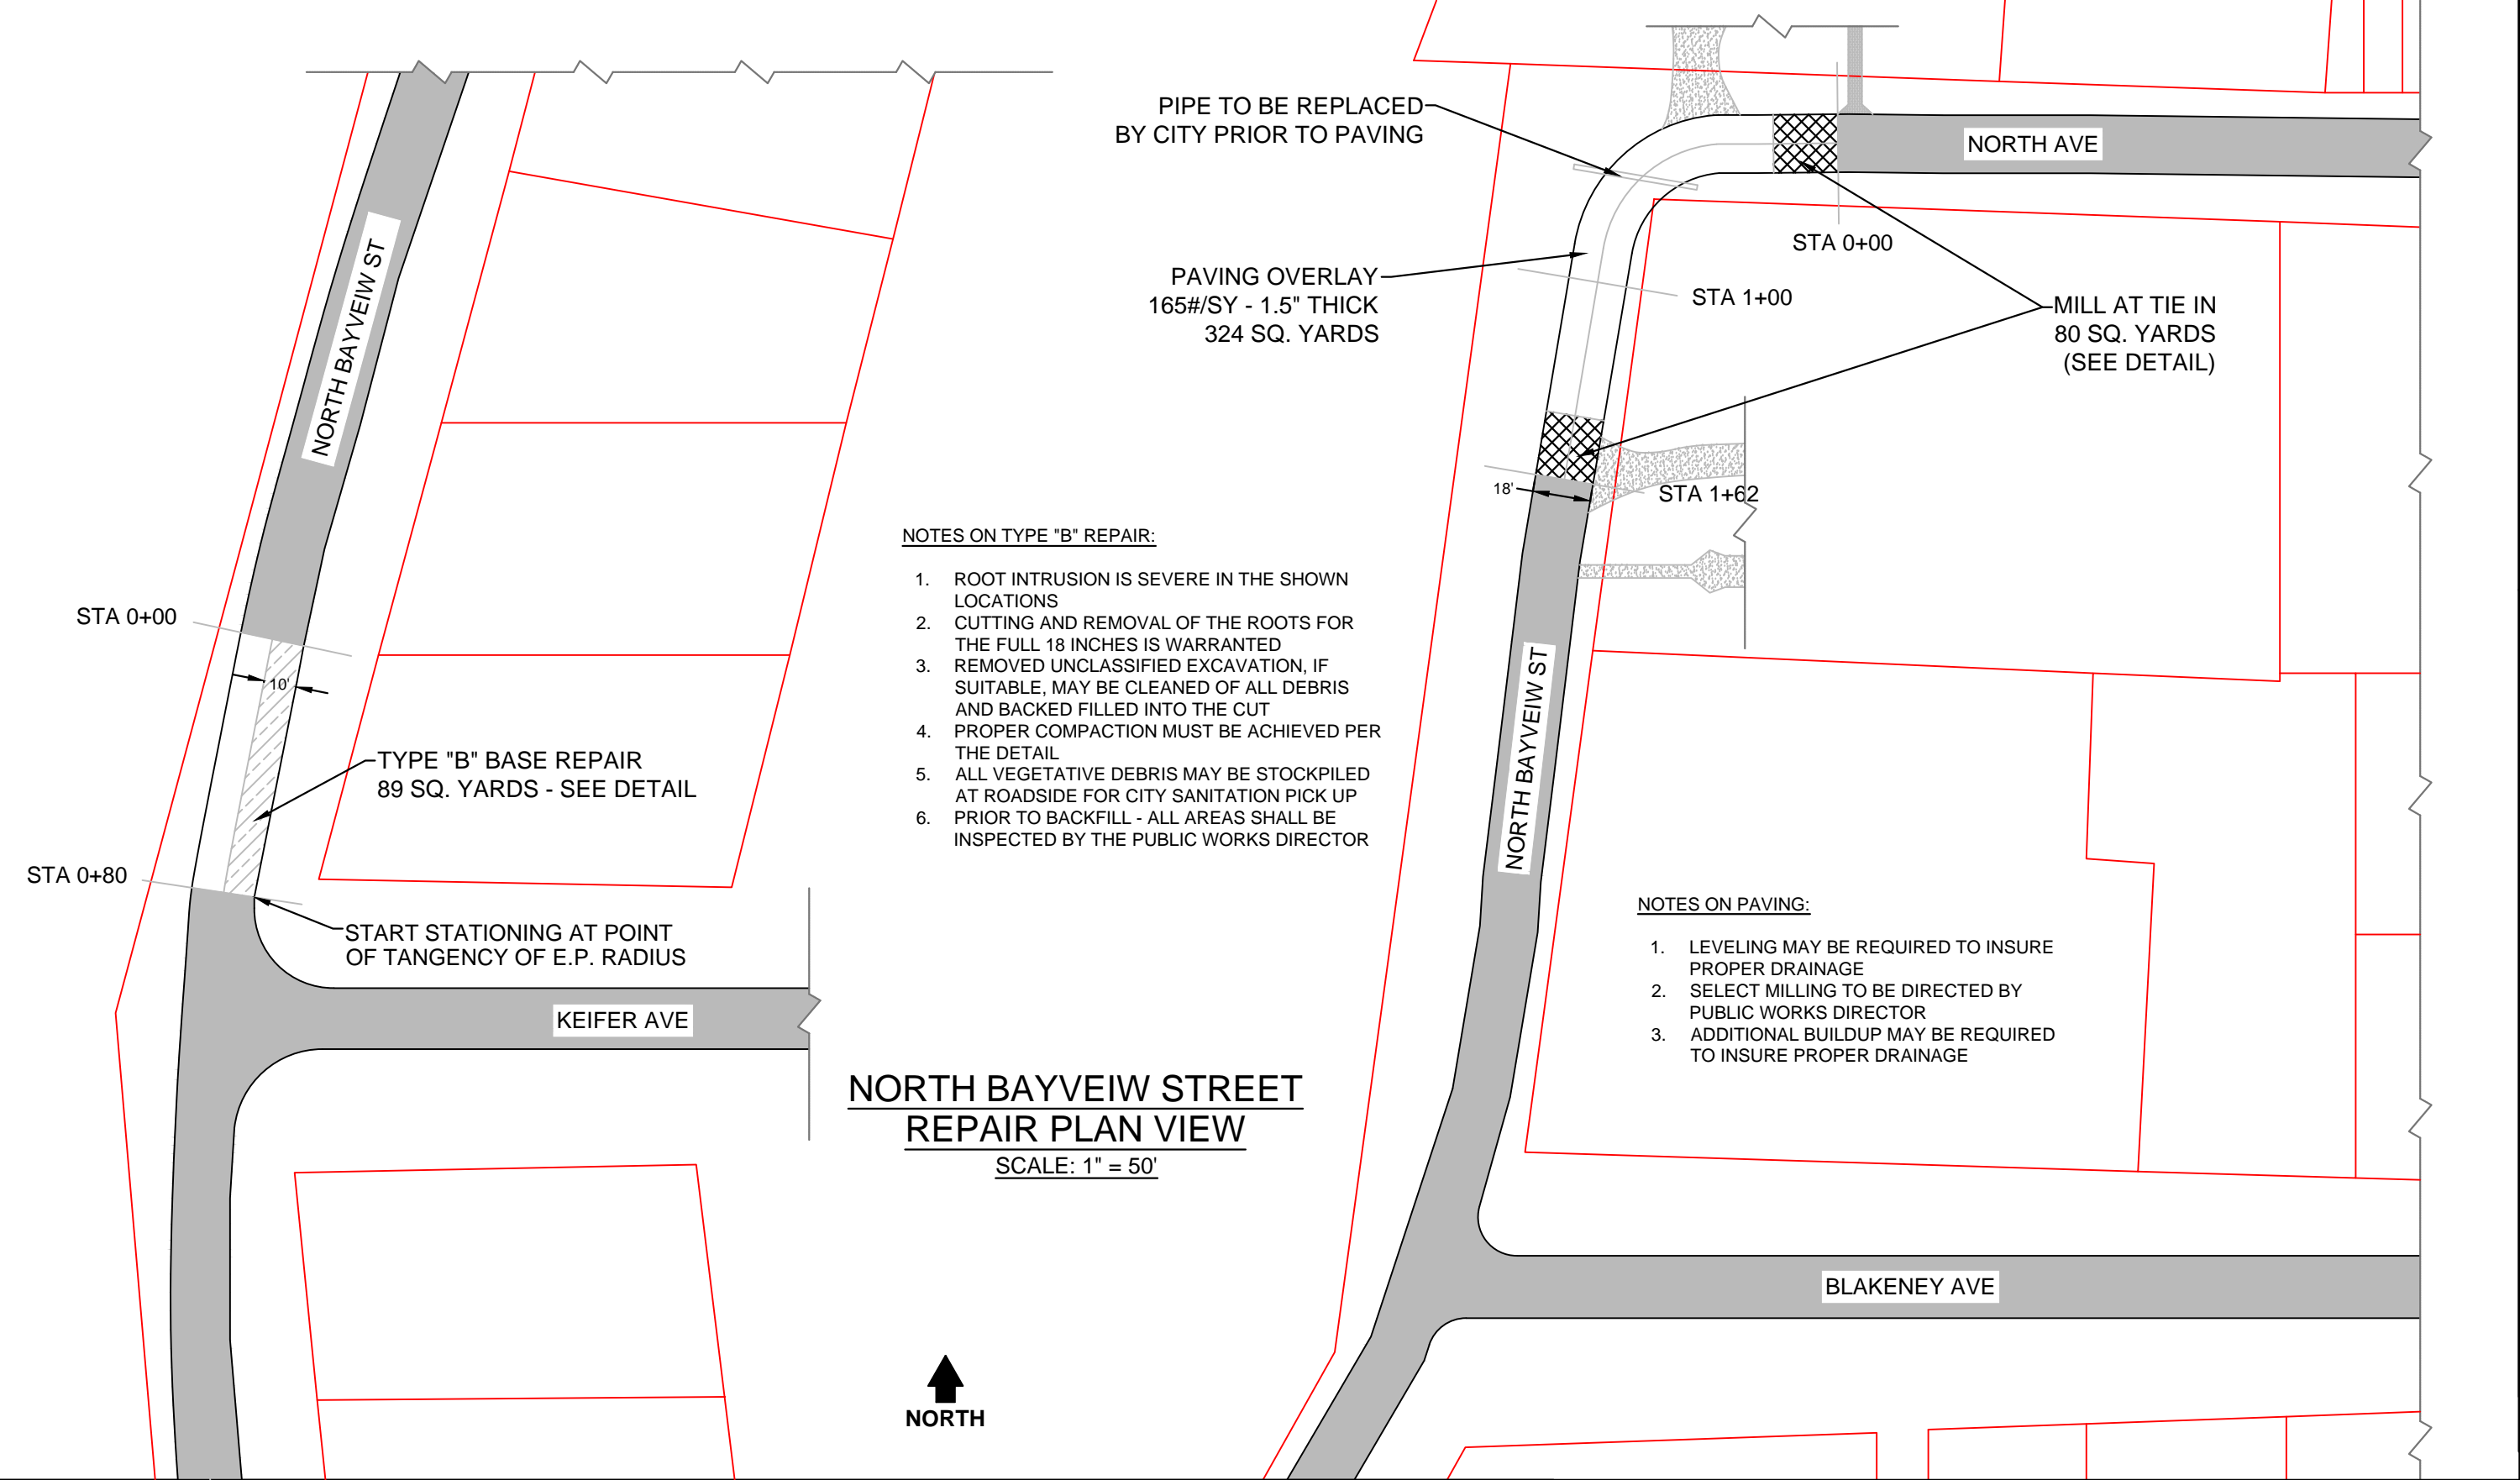 PIPE TO BE REPLACED
BY CITY PRIOR TO PAVING
NORTH AVE
NORTH BAYVEIW ST
STA 0+00
PAVING OVERLAY
165#/SY - 1.5" THICK
324 SQ. YARDS
STA 1+00
MILL AT TIE IN
80 SQ. YARDS
(SEE DETAIL)
18'
STA 1+62
NOTES ON TYPE "B" REPAIR:
1. ROOT INTRUSION IS SEVERE IN THE SHOWN
LOCATIONS
2. CUTTING AND REMOVAL OF THE ROOTS FOR
THE FULL 18 INCHES IS WARRANTED
3. REMOVED UNCLASSIFIED EXCAVATION, IF
SUITABLE, MAY BE CLEANED OF ALL DEBRIS
AND BACKED FILLED INTO THE CUT
4. PROPER COMPACTION MUST BE ACHIEVED PER
THE DETAIL
5. ALL VEGETATIVE DEBRIS MAY BE STOCKPILED
AT ROADSIDE FOR CITY SANITATION PICK UP
6. PRIOR TO BACKFILL - ALL AREAS SHALL BE
INSPECTED BY THE PUBLIC WORKS DIRECTOR
STA 0+00
10'
TYPE "B" BASE REPAIR
89 SQ. YARDS - SEE DETAIL
STA 0+80
START STATIONING AT POINT
OF TANGENCY OF E.P. RADIUS
KEIFER AVE
NORTH BAYVEIW ST
NOTES ON PAVING:
1. LEVELING MAY BE REQUIRED TO INSURE
PROPER DRAINAGE
2. SELECT MILLING TO BE DIRECTED BY
PUBLIC WORKS DIRECTOR
3. ADDITIONAL BUILDUP MAY BE REQUIRED
TO INSURE PROPER DRAINAGE
NORTH BAYVEIW STREET
REPAIR PLAN VIEW
SCALE: 1" = 50'
BLAKENEY AVE
NORTH